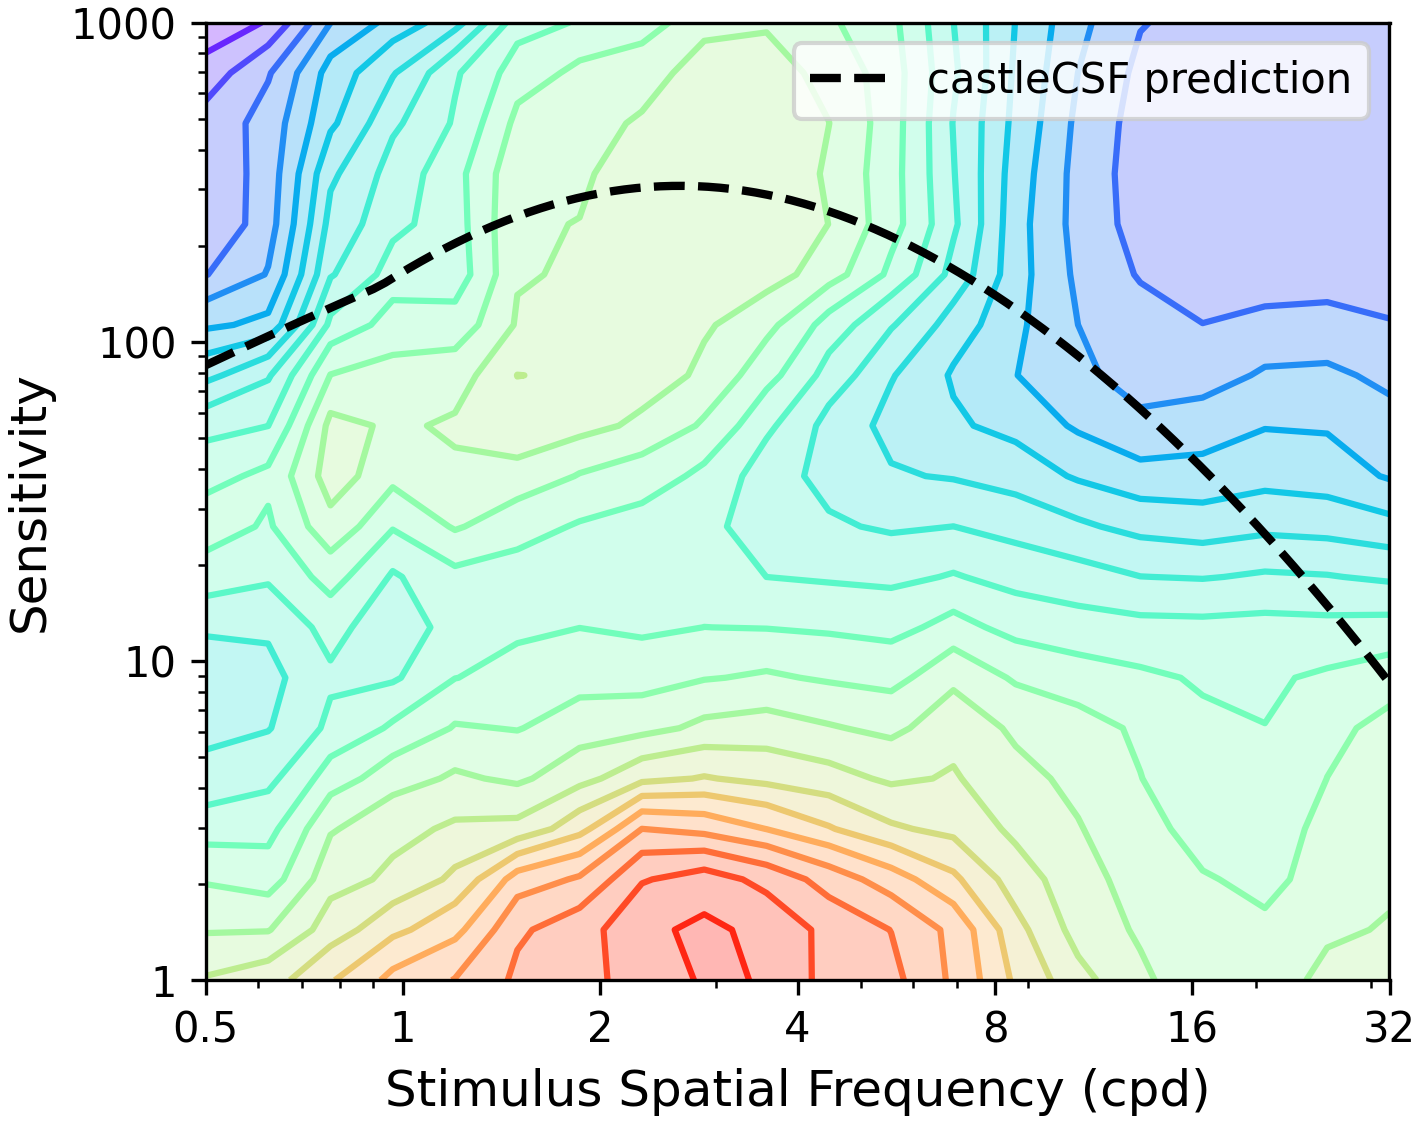 1000
100
10
1
Sensitivity
castleCSF prediction
0.5 1 2 4 8 16 32
Stimulus Spatial Frequency (cpd)